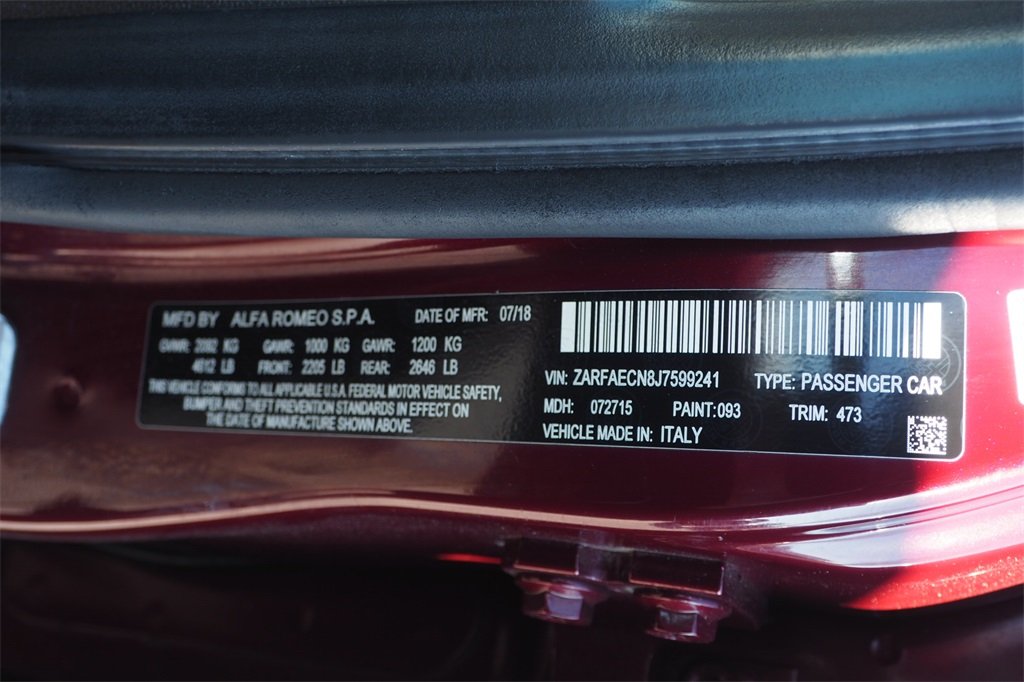 MFD BY ALFA ROMEO S.P.A. DATE OF MFR: 07/18
GVWR: 2092 KG GAWR: 1000 KG GAWR: 1200 KG
4612 LB FRONT: 2205 LB REAR: 2646 LB
THIS VEHICLE CONFORMS TO ALL APPLICABLE U.S.A. FEDERAL MOTOR VEHICLE SAFETY,
BUMPER AND THEFT PREVENTION STANDARDS IN EFFECT ON
THE DATE OF MANUFACTURE SHOWN ABOVE.
VIN: ZARFAECN8J7599241 TYPE: PASSENGER CAR
MDH: 072715 PAINT:093 TRIM: 473
VEHICLE MADE IN: ITALY